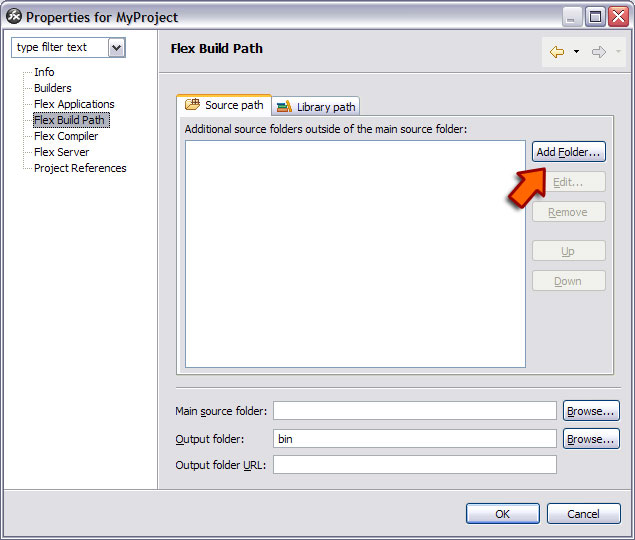 Properties for MyProject
type filter text
Info
Builders
Flex Applications
Flex Build Path
Flex Compiler
Flex Server
Project References
Flex Build Path
Source path
Library path
Additional source folders outside of the main source folder:
Add Folder...
Edit...
Remove
Up
Down
Main source folder:
Browse...
Output folder:
bin
Browse...
Output folder URL:
OK
Cancel